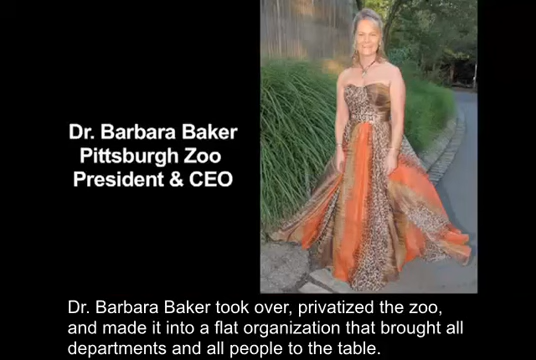 Dr. Barbara Baker
Pittsburgh Zoo
President & CEO
Dr. Barbara Baker took over, privatized the zoo,
and made it into a flat organization that brought all
departments and all people to the table.